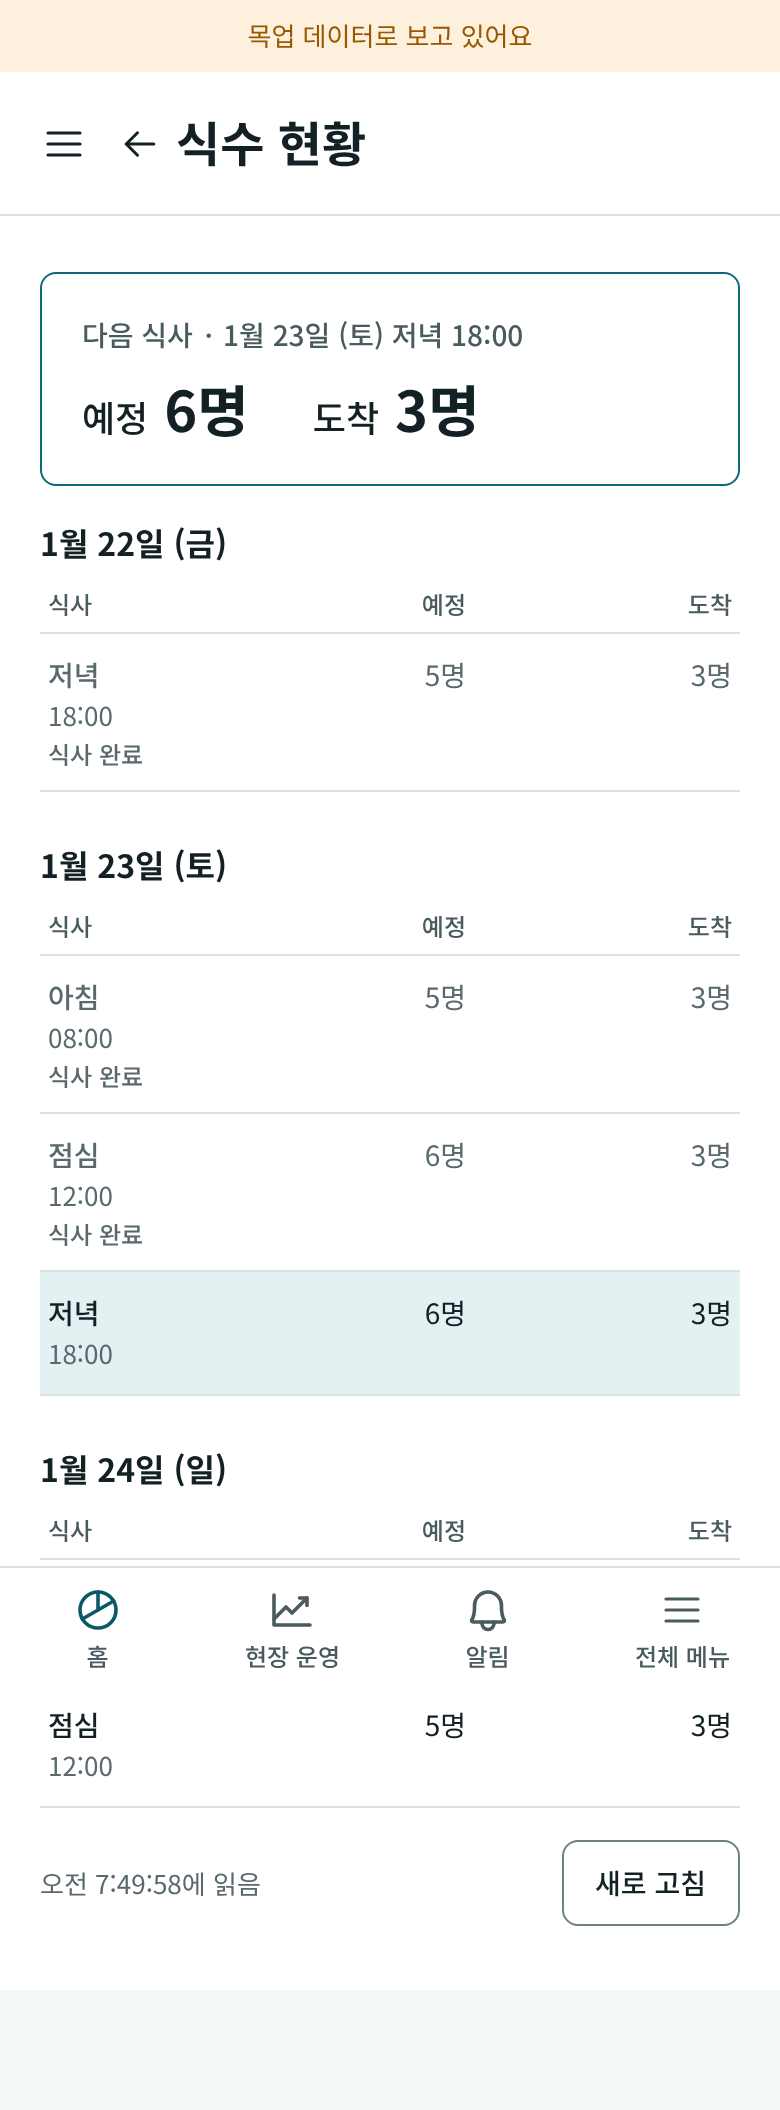 목업 데이터로 보고 있어요
식수 현황
다음 식사 · 1월 23일 (토) 저녁 18:00
예정 6명 도착 3명
1월 22일 (금)
식사 예정 도착
저녁 5명 3명
18:00
식사 완료
1월 23일 (토)
식사 예정 도착
아침 5명 3명
08:00
식사 완료
점심 6명 3명
12:00
식사 완료
저녁 6명 3명
18:00
1월 24일 (일)
식사 예정 도착
홈 현장 운영 알림 전체 메뉴
점심 5명 3명
12:00
오전 7:49:58에 읽음 새로 고침